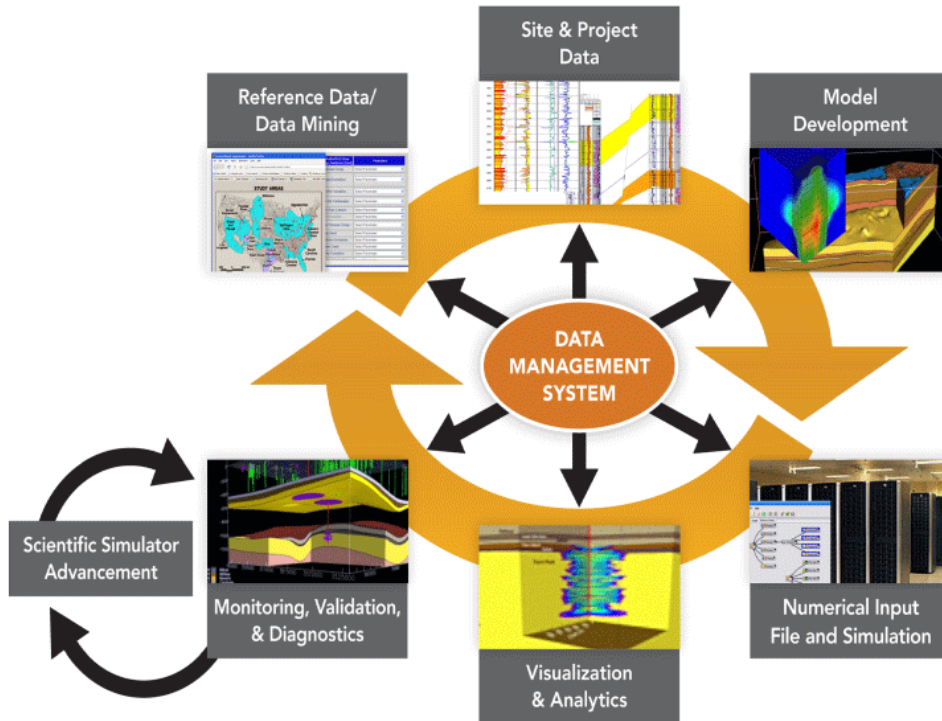 Site & Project
Data
Reference Data/
Data Mining
STUDY AREAS
Model
Development
DATA
MANAGEMENT
SYSTEM
Scientific Simulator
Advancement
Monitoring, Validation,
& Diagnostics
Visualization
& Analytics
Numerical Input
File and Simulation